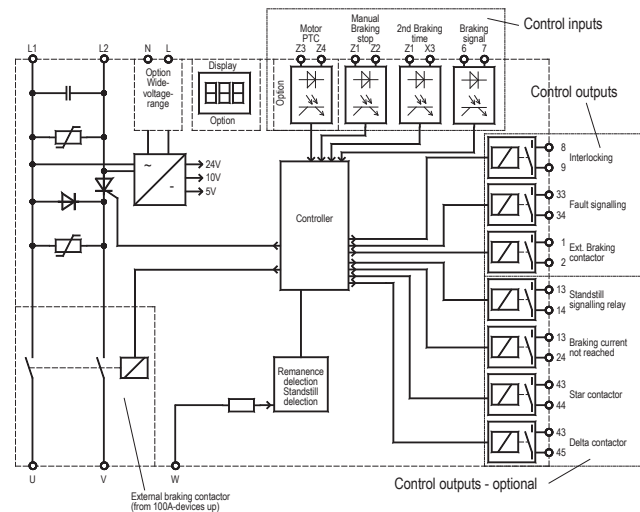 Control inputs
Motor
PTC
Z3 Z4
Manual
Braking
stop
Z1 Z2
2nd Braking
time
Z1 X3
Braking
signal
6 7
L1
L2
N L
Option
Wide-
voltage-
range
Display
Option
Option
Control outputs
8
9
Interlocking
33
34
Fault signalling
1
2
Ext. Braking
contactor
13
14
Standstill
signalling relay
13
24
Braking current
not reached
43
44
Star contactor
43
45
Delta contactor
~
-
24V
10V
5V
Controller
Remanence
delection
Standstill
delection
U
V
W
External braking contactor
(from 100A-devices up)
Control outputs - optional